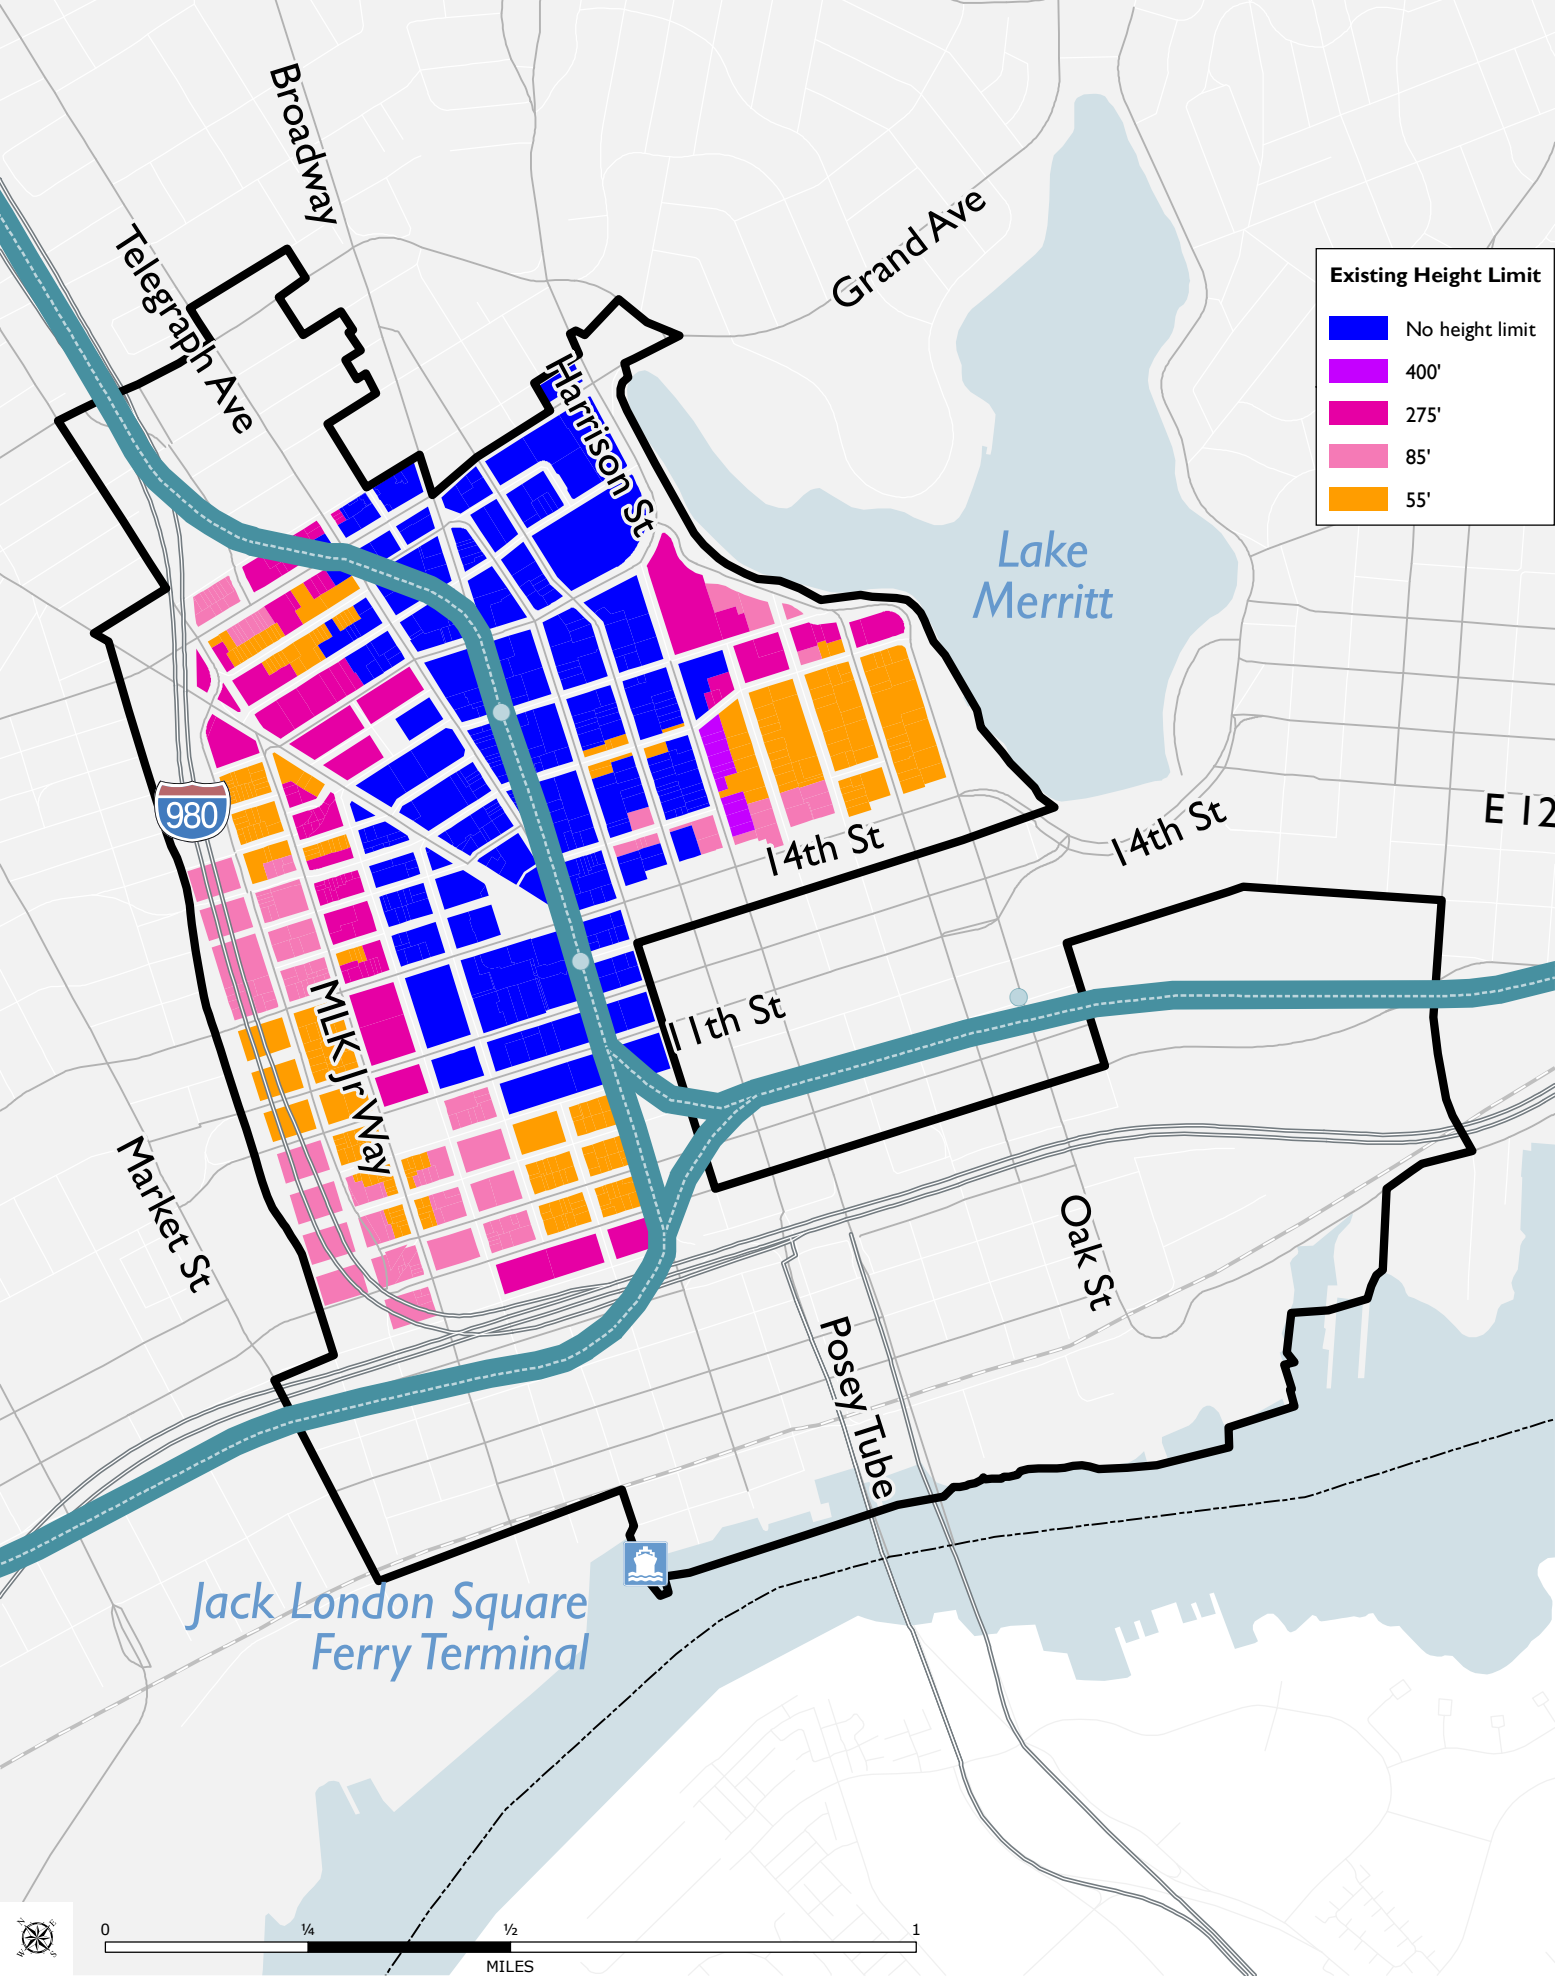 Broadway
Telegraph Ave
Grand Ave
Harrison St
Existing Height Limit
No height limit
400'
275'
85'
55'
Lake
Merritt
980
14th St
14th St
E 12
11th St
MLK Jr Way
Market St
Oak St
Posey Tube
Jack London Square
Ferry Terminal
0
¼
½
1
MILES
N
E
S
W